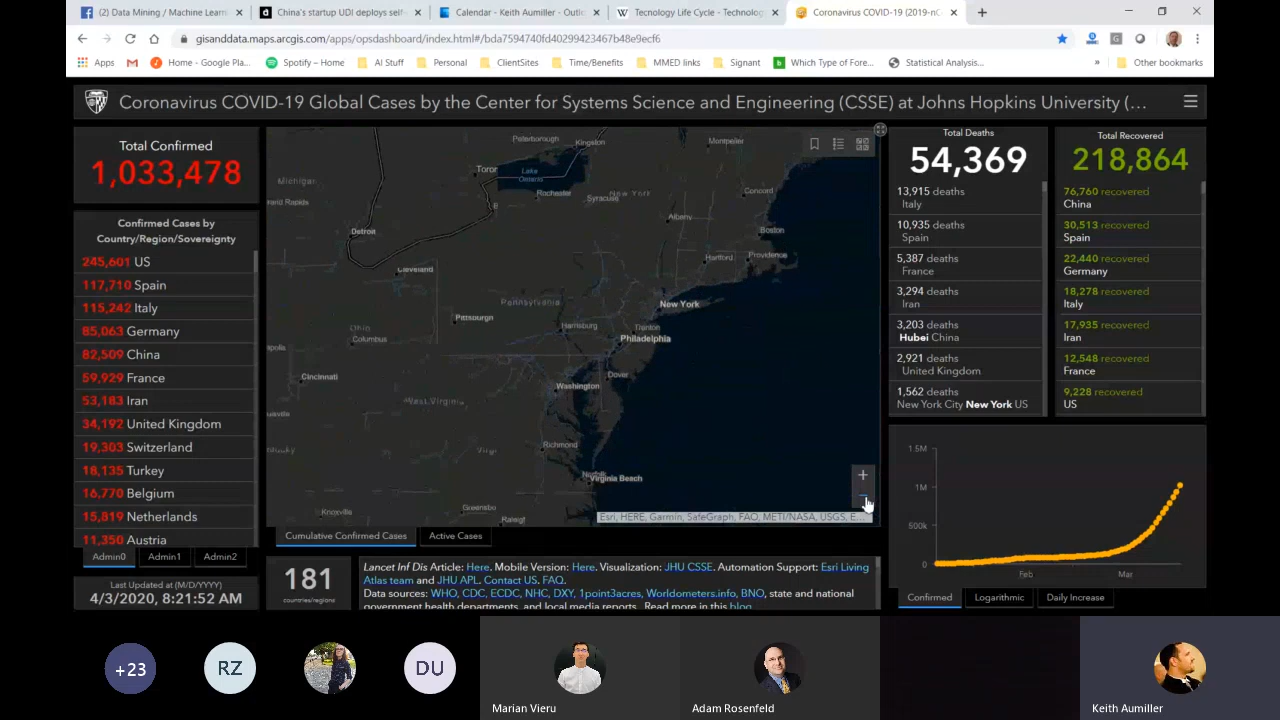 (2) Data Mining / Machine Learn
China's startup UDI deploys self-
Calendar - Keith Aumiller - Outlo
Tecnology Life Cycle - Technolog
Coronavirus COVID-19 (2019-nC
gisanddata.maps.arcgis.com/apps/opsdashboard/index.html#/bda7594740fd40299423467b48e9ecf6
Apps
Home - Google Pla...
Spotify – Home
AI Stuff
Personal
ClientSites
Time/Benefits
MMED links
Signant
Which Type of Fore...
Statistical Analysis...
»
Other bookmarks
Coronavirus COVID-19 Global Cases by the Center for Systems Science and Engineering (CSSE) at Johns Hopkins University (...
Total Confirmed
1,033,478
Confirmed Cases by
Country/Region/Sovereignty
245,601 US
117,710 Spain
115,242 Italy
85,063 Germany
82,509 China
59,929 France
53,183 Iran
34,192 United Kingdom
19,303 Switzerland
18,135 Turkey
16,770 Belgium
15,819 Netherlands
11,350 Austria
Admin0
Admin1
Admin2
Last Updated at (M/D/YYYY)
4/3/2020, 8:21:52 AM
Peterborough
Kingston
Montpelier
Toror
Lake
Ontario
Michigan
Rochester
Syracuse
New York
Concord
Albany
Boston
Detroit
Hartford
Providence
Cleveland
Pennsylvania
New York
Pittsburgh
Harrisburg
Trenton
Philadelphia
Ohio
Columbus
Dover
Cincinnati
Washington
West Virginia
Richmond
Norfolk
Virginia Beach
Knoxville
Greensbo
Raleigh
+
Esri, HERE, Garmin, SafeGraph, FAO, METI/NASA, USGS, E...
Cumulative Confirmed Cases
Active Cases
181
countries/regions
Lancet Inf Dis Article: Here. Mobile Version: Here. Visualization: JHU CSSE. Automation Support: Esri Living
Atlas team and JHU APL. Contact US. FAQ.
Data sources: WHO, CDC, ECDC, NHC, DXY, 1point3acres, Worldometers.info, BNO, state and national
government health departments, and local media reports. Read more in this blog.
Total Deaths
54,369
13,915 deaths
Italy
10,935 deaths
Spain
5,387 deaths
France
3,294 deaths
Iran
3,203 deaths
Hubei China
2,921 deaths
United Kingdom
1,562 deaths
New York City New York US
Total Recovered
218,864
76,760 recovered
China
30,513 recovered
Spain
22,440 recovered
Germany
18,278 recovered
Italy
17,935 recovered
Iran
12,548 recovered
France
9,228 recovered
US
1.5M
1M
500k
0
Feb
Mar
Confirmed
Logarithmic
Daily Increase
+23
RZ
DU
Marian Vieru
Adam Rosenfeld
Keith Aumiller